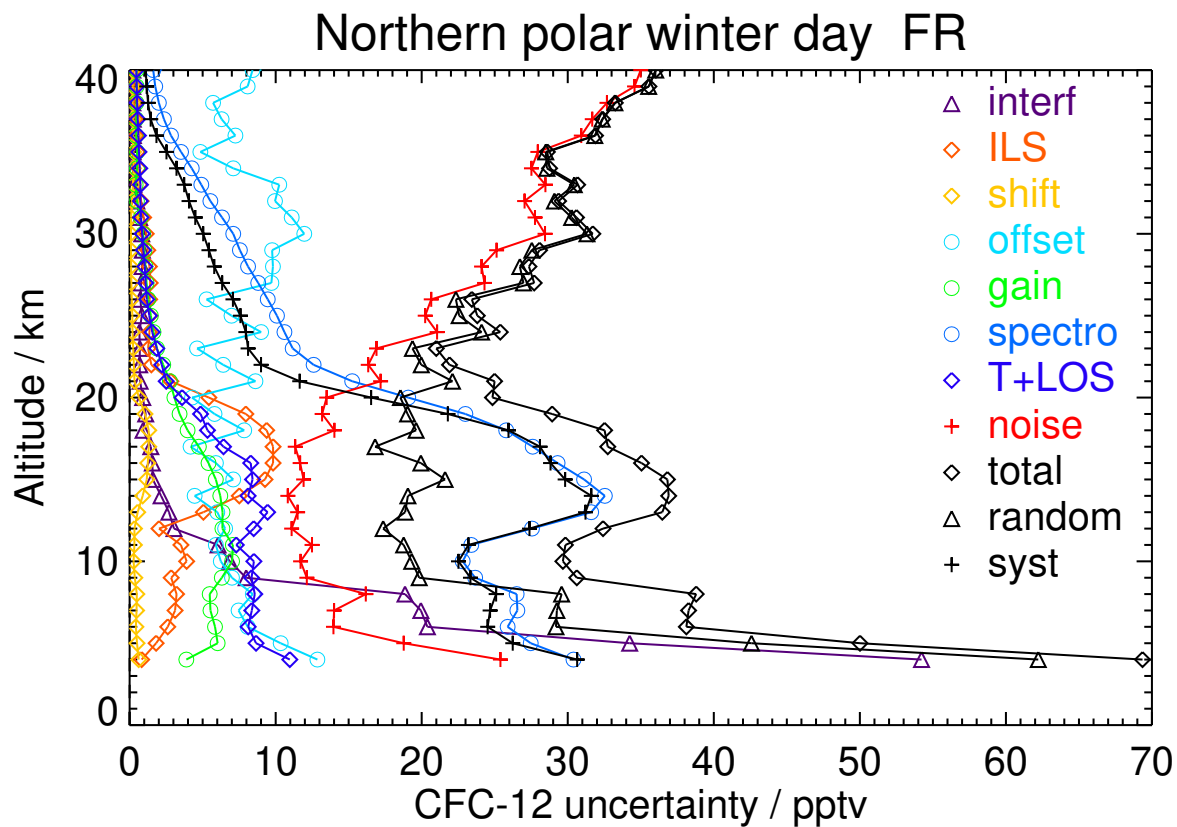 Northern polar winter day FR
40
30
20
10
0
Altitude / km
interf
ILS
shift
offset
gain
spectro
T+LOS
noise
total
random
syst
0 10 20 30 40 50 60 70
CFC-12 uncertainty / pptv